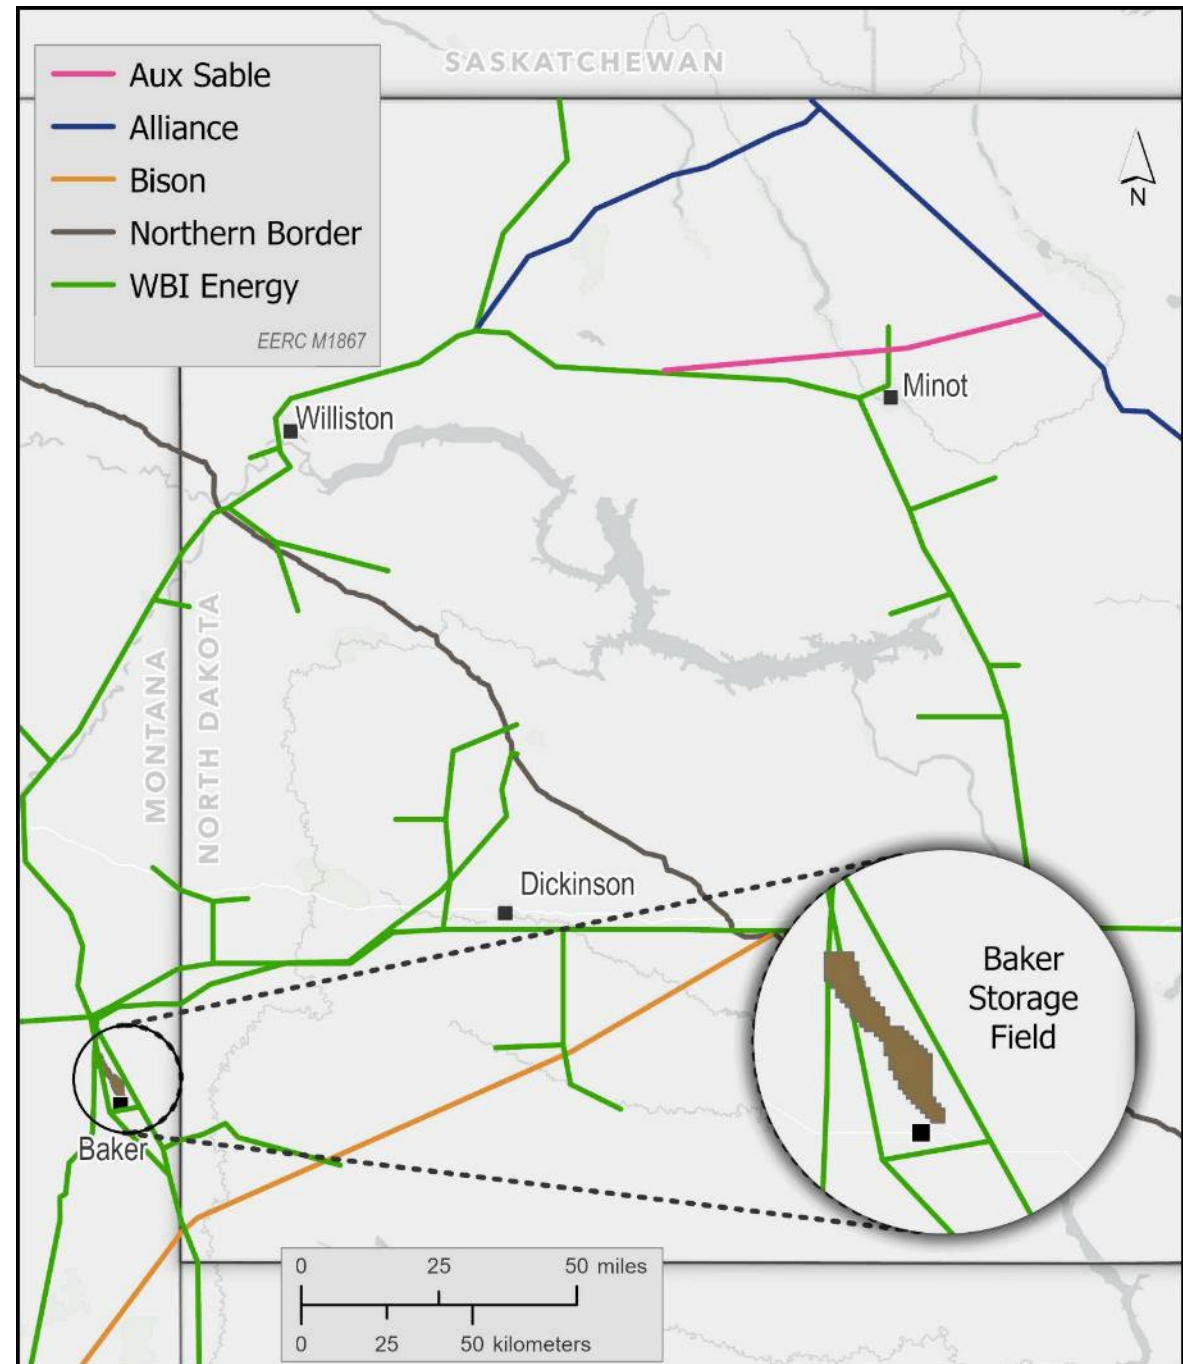 SASKATCHEWAN
Aux Sable
Alliance
Bison
Northern Border
WBI Energy
EERC M1867
N
Minot
Williston
MONTANA
NORTH DAKOTA
Dickinson
Baker
Storage
Field
Baker
0 25 50 miles
0 25 50 kilometers